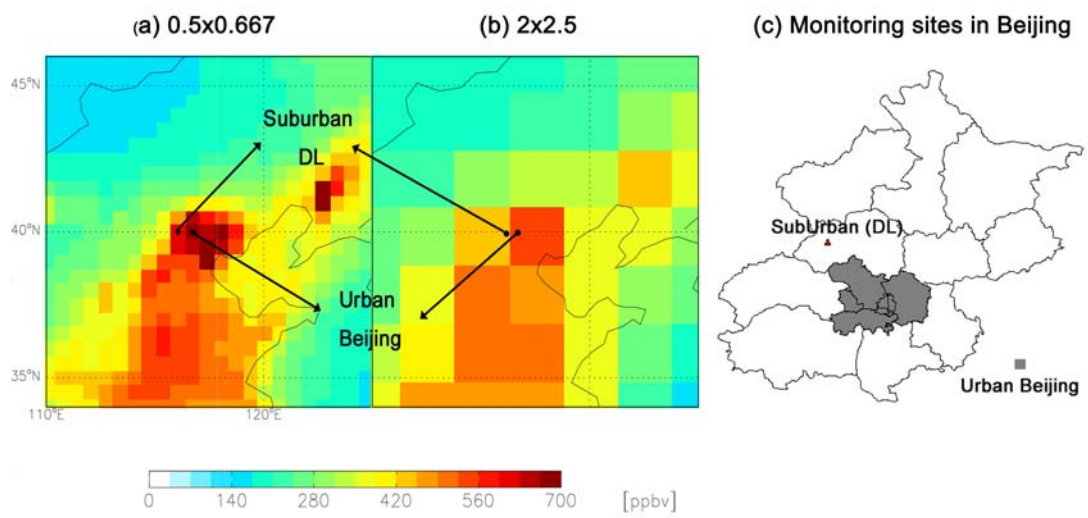 (a) 0.5x0.667
(b) 2x2.5
(c) Monitoring sites in Beijing
45°N
40°N
35°N
110°E
120°E
Suburban
DL
Urban
Beijing
SubUrban (DL)
Urban Beijing
0
140
280
420
560
700
[ppbv]